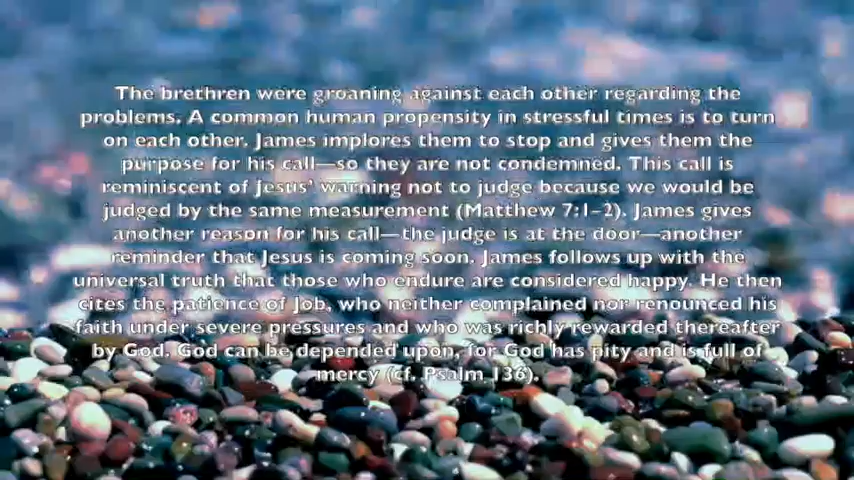 The brethren were groaning against each other regarding the
problems. A common human propensity in stressful times is to turn
on each other. James implores them to stop and gives them the
purpose for his call—so they are not condemned. This call is
reminiscent of Jesus' warning not to judge because we would be
judged by the same measurement (Matthew 7:1-2). James gives
another reason for his call—the judge is at the door—another
reminder that Jesus is coming soon. James follows up with the
universal truth that those who endure are considered happy. He then
cites the patience of Job, who neither complained nor renounced his
faith under severe pressures and who was richly rewarded thereafter
by God. God can be depended upon, for God has pity and is full of
mercy (cf. Psalm 136).